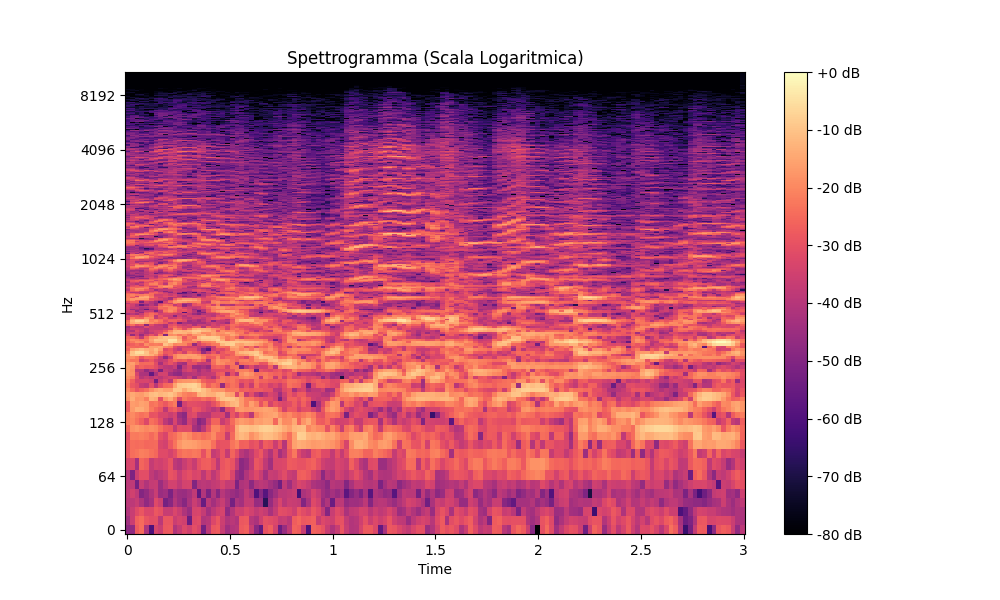 Spettrogramma (Scala Logaritmica)
Hz
8192
4096
2048
1024
512
256
128
64
0
0
0.5
1
1.5
2
2.5
3
Time
+0 dB
-10 dB
-20 dB
-30 dB
-40 dB
-50 dB
-60 dB
-70 dB
-80 dB